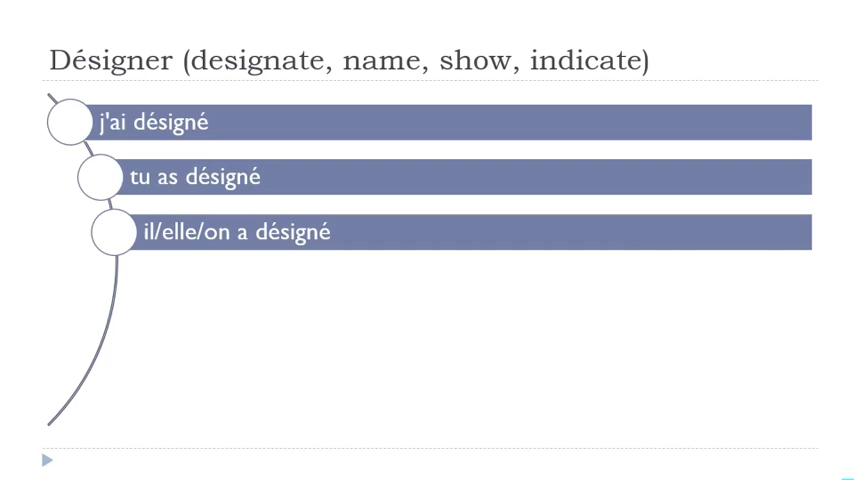 Désigner (designate, name, show, indicate)
j'ai désigné
tu as désigné
il/elle/on a désigné